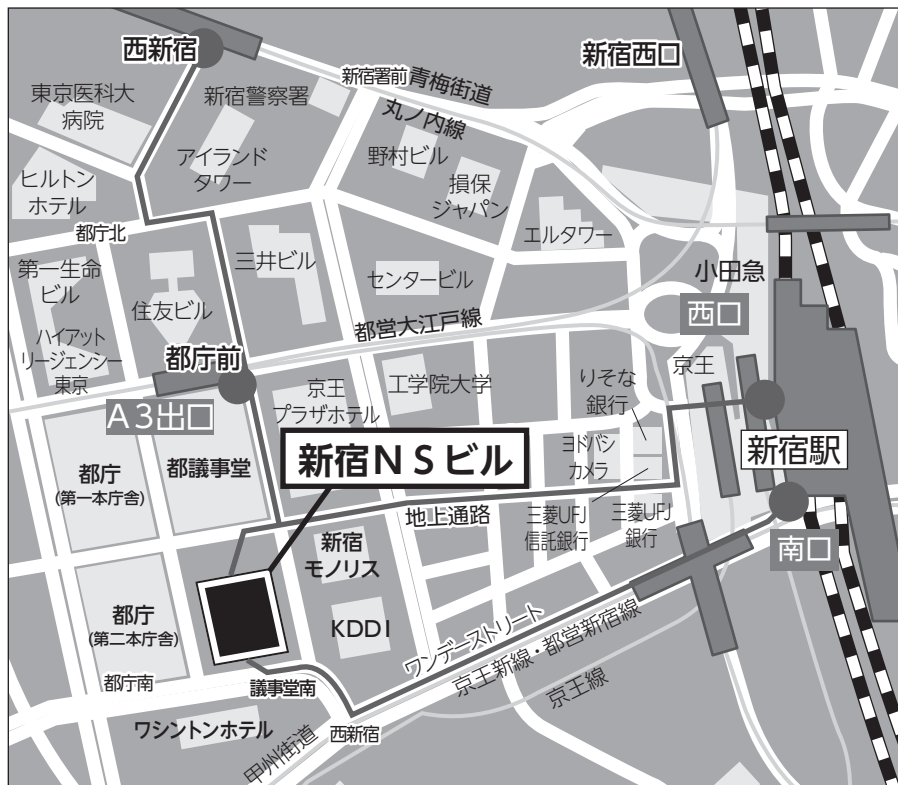 西新宿
新宿西口
新宿署前
青梅街道
丸ノ内線
東京医科大
病院
新宿警察署
アイランド
タワー
野村ビル
損保
ジャパン
ヒルトン
ホテル
都庁北
エルタワー
第一生命
ビル
住友ビル
三井ビル
センタービル
小田急
西口
ハイアット
リージェンシー
東京
都庁前
都営大江戸線
京王
A3出口
京王
プラザホテル
工学院大学
りそな
銀行
都庁
(第一本庁舎)
都議事堂
新宿NSビル
ヨドバシ
カメラ
新宿駅
地上通路
三菱UFJ
信託銀行
三菱UFJ
銀行
南口
新宿
モノリス
都庁
(第二本庁舎)
KDDI
ワンデーストリート
京王新線・都営新宿線
京王線
都庁南
議事堂南
ワシントンホテル
西新宿
甲州街道